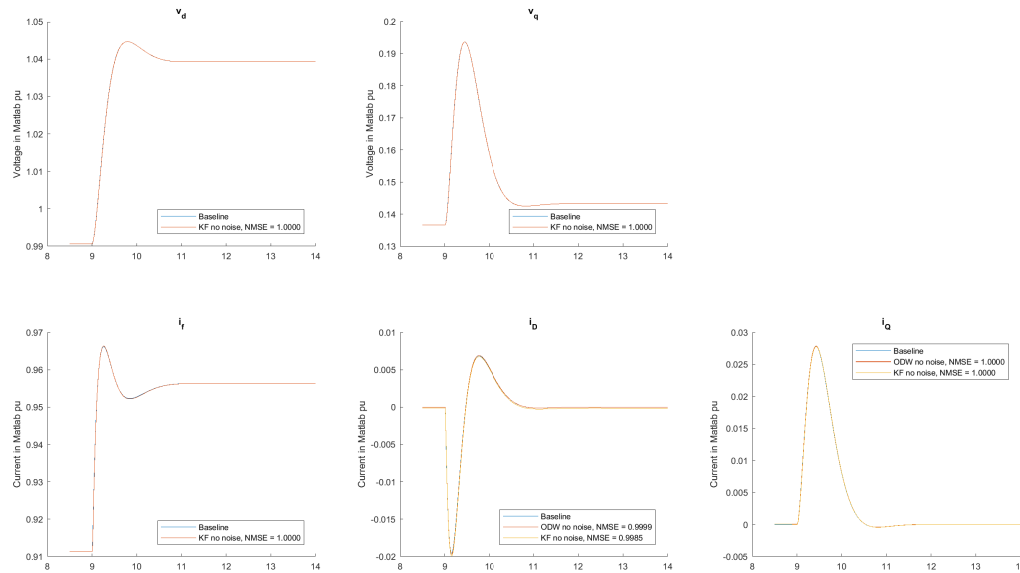 v_d
Voltage in Matlab pu
1.05
1.04
1.03
1.02
1.01
1
0.99
8 9 10 11 12 13 14
Baseline
KF no noise, NMSE = 1.0000
v_q
Voltage in Matlab pu
0.2
0.19
0.18
0.17
0.16
0.15
0.14
0.13
8 9 10 11 12 13 14
Baseline
KF no noise, NMSE = 1.0000
i_f
Current in Matlab pu
0.97
0.96
0.95
0.94
0.93
0.92
0.91
8 9 10 11 12 13 14
Baseline
KF no noise, NMSE = 1.0000
i_D
Current in Matlab pu
0.01
0.005
0
-0.005
-0.01
-0.015
-0.02
8 9 10 11 12 13 14
Baseline
ODW no noise, NMSE = 0.9999
KF no noise, NMSE = 0.9985
i_Q
Current in Matlab pu
0.03
0.025
0.02
0.015
0.01
0.005
0
-0.005
8 9 10 11 12 13
Baseline
ODW no noise, NMSE = 1.0000
KF no noise, NMSE = 1.0000